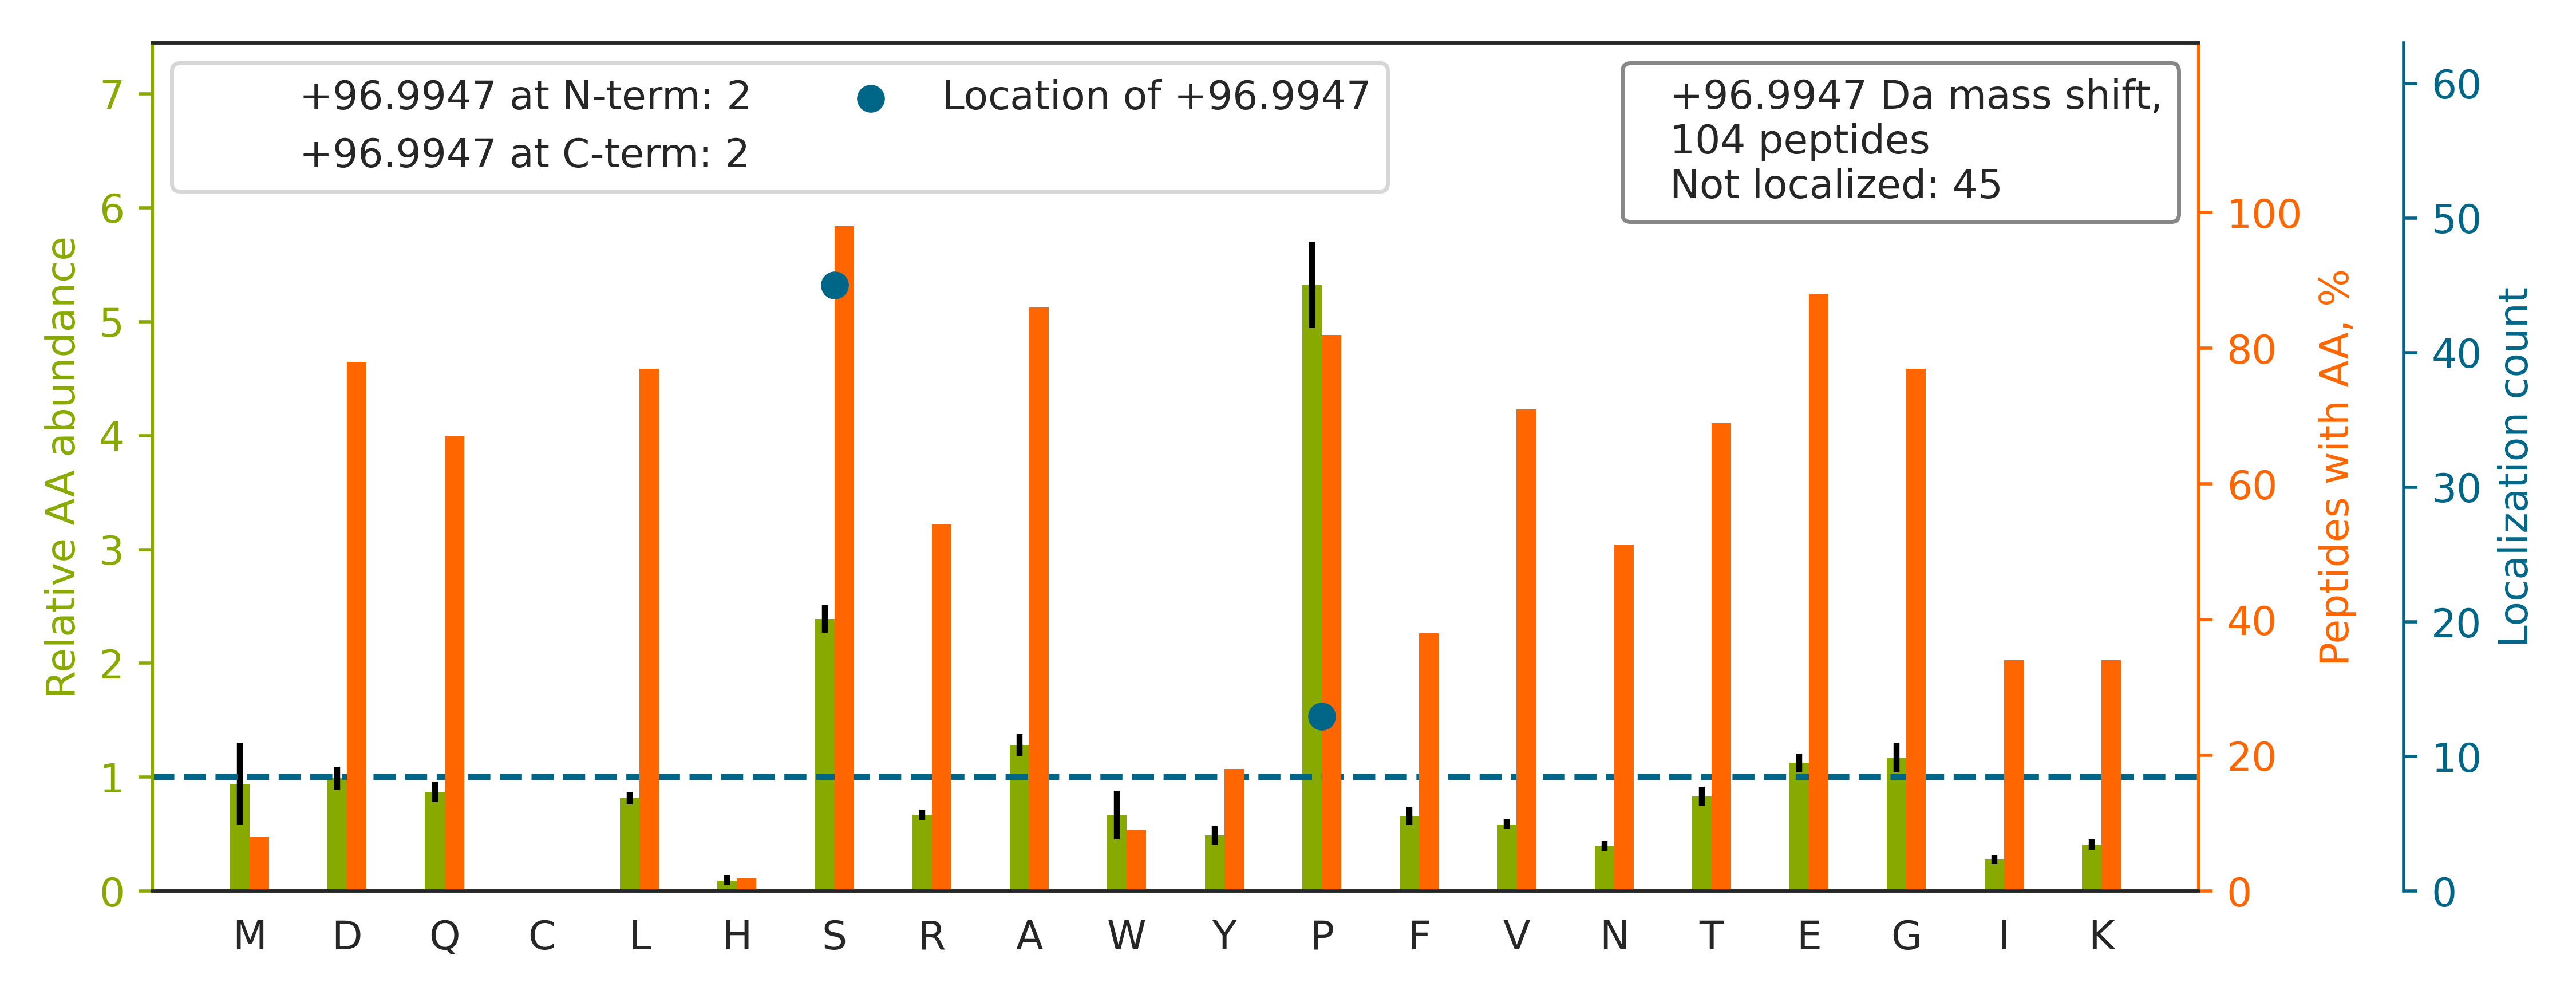 +96.9947 at N-term: 2
+96.9947 at C-term: 2
Location of +96.9947
+96.9947 Da mass shift,
104 peptides
Not localized: 45
Relative AA abundance
7
6
5
4
3
2
1
0
100
80
60
40
20
0
Peptides with AA, %
60
50
40
30
20
10
0
Localization count
M D Q C L H S R A W Y P F V N T E G I K